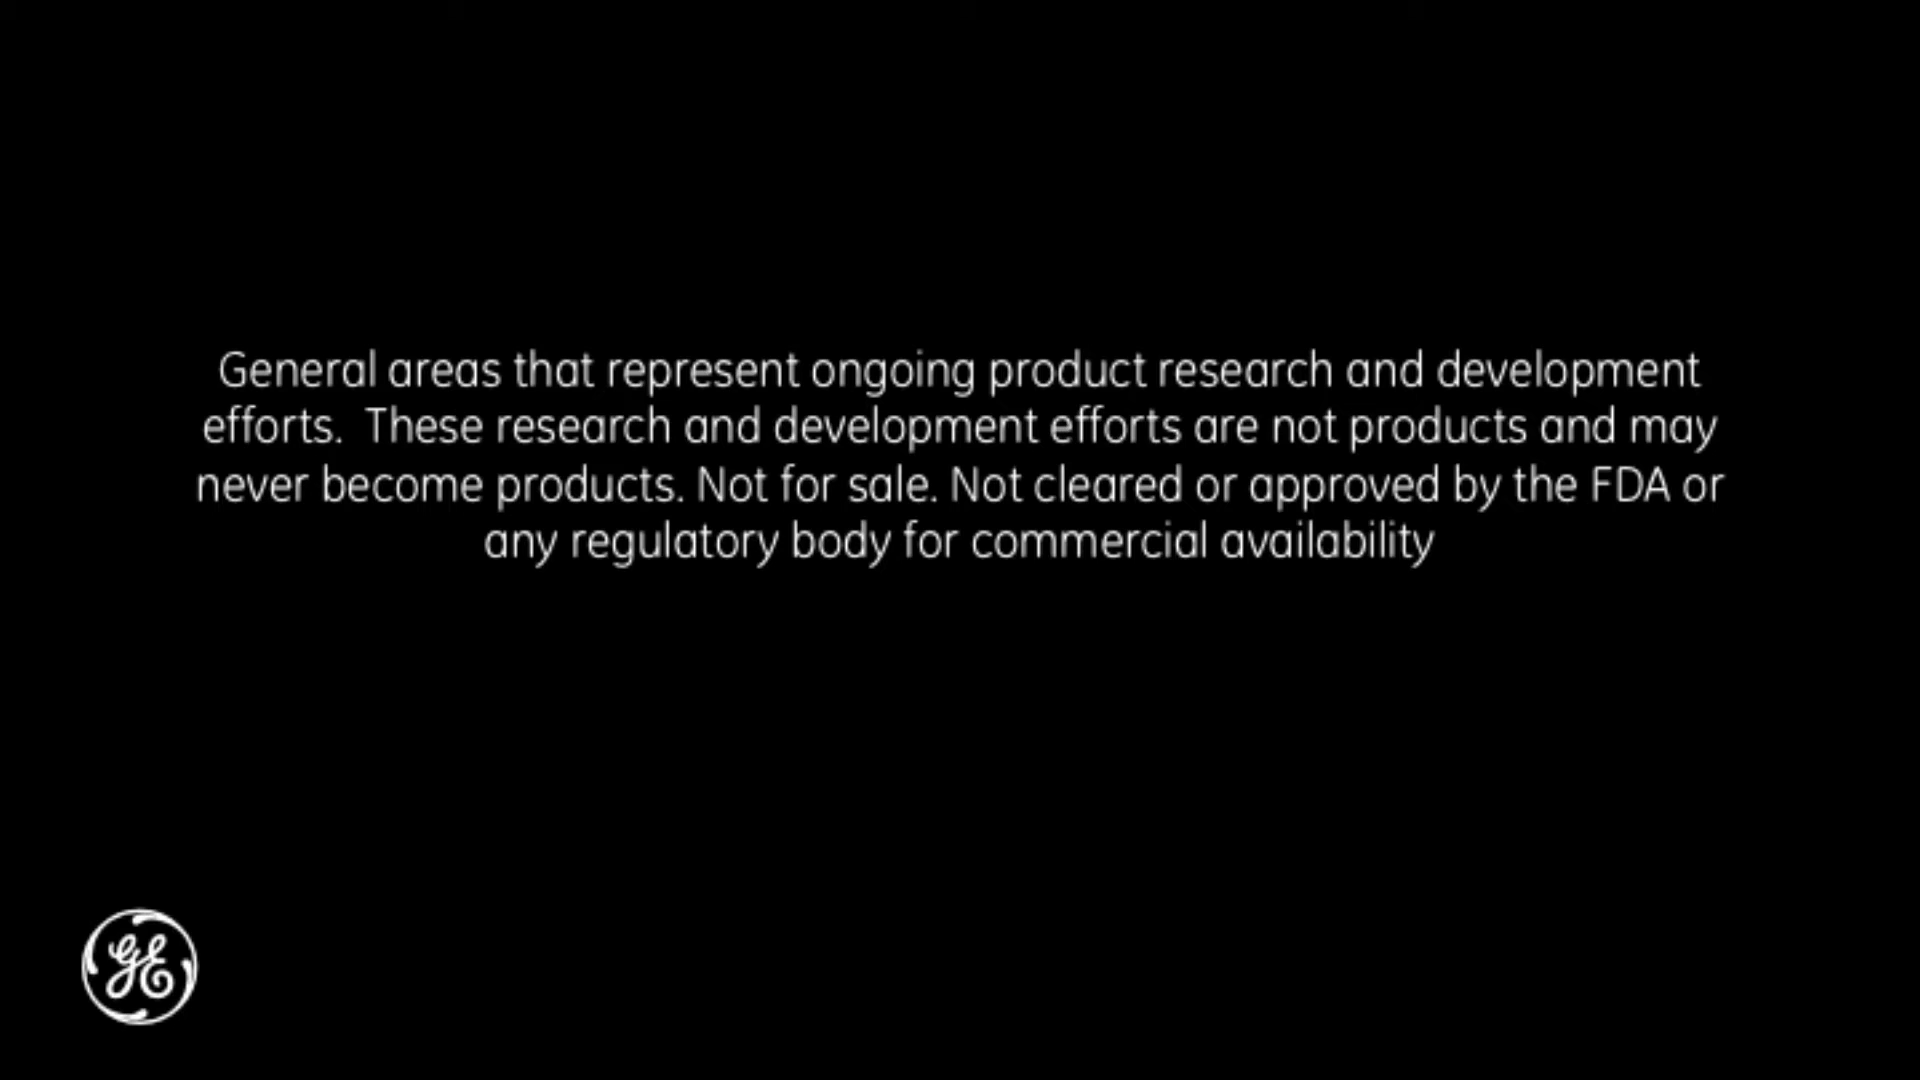 General areas that represent ongoing product research and development
efforts.  These research and development efforts are not products and may
never become products. Not for sale. Not cleared or approved by the FDA or
any regulatory body for commercial availability
GE